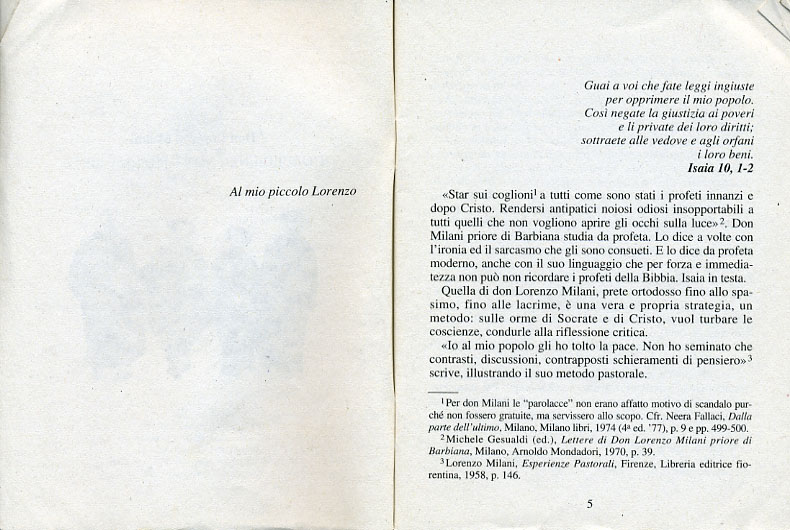 Al mio piccolo Lorenzo
Guai a voi che fate leggi ingiuste
per opprimere il mio popolo.
Così negate la giustizia ai poveri
e li private dei loro diritti;
sottraete alle vedove e agli orfani
i loro beni.
Isaia 10, 1-2
«Star sui coglioni1 a tutti come sono stati i profeti innanzi e
dopo Cristo. Rendersi antipatici noiosi odiosi insopportabili a
tutti quelli che non vogliono aprire gli occhi sulla luce»2. Don
Milani priore di Barbiana studia da profeta. Lo dice a volte con
l'ironia ed il sarcasmo che gli sono consueti. E lo dice da profeta
moderno, anche con il suo linguaggio che per forza e immedia-
tezza non può non ricordare i profeti della Bibbia. Isaia in testa.
Quella di don Lorenzo Milani, prete ortodosso fino allo spa-
simo, fino alle lacrime, è una vera e propria strategia, un
metodo: sulle orme di Socrate e di Cristo, vuol turbare le
coscienze, condurle alla riflessione critica.
«Io al mio popolo gli ho tolto la pace. Non ho seminato che
contrasti, discussioni, contrapposti schieramenti di pensiero»3
scrive, illustrando il suo metodo pastorale.
1 Per don Milani le "parolacce" non erano affatto motivo di scandalo pur-
ché non fossero gratuite, ma servissero allo scopo. Cfr. Neera Fallaci, Dalla
parte dell'ultimo, Milano, Milano libri, 1974 (4ª ed. '77), p. 9 e pp. 499-500.
2 Michele Gesualdi (ed.), Lettere di Don Lorenzo Milani priore di
Barbiana, Milano, Arnoldo Mondadori, 1970, p. 39.
3 Lorenzo Milani, Esperienze Pastorali, Firenze, Libreria editrice fio-
rentina, 1958, p. 146.
5